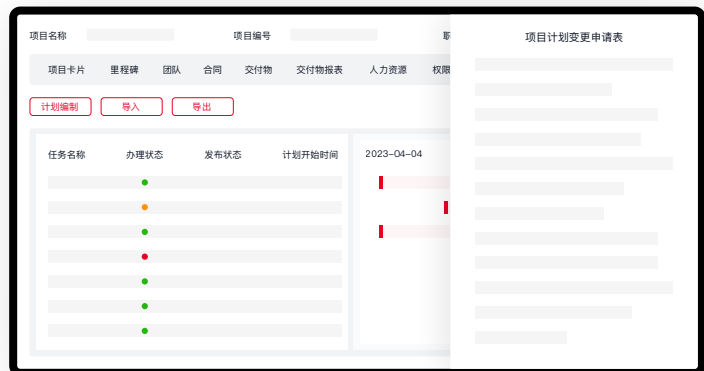 项目名称 项目编号
项目计划变更申请表
项目卡片 里程碑 团队 合同 交付物 交付物报表 人力资源 权限
计划编制 导入 导出
任务名称 办理状态 发布状态 计划开始时间 2023-04-04